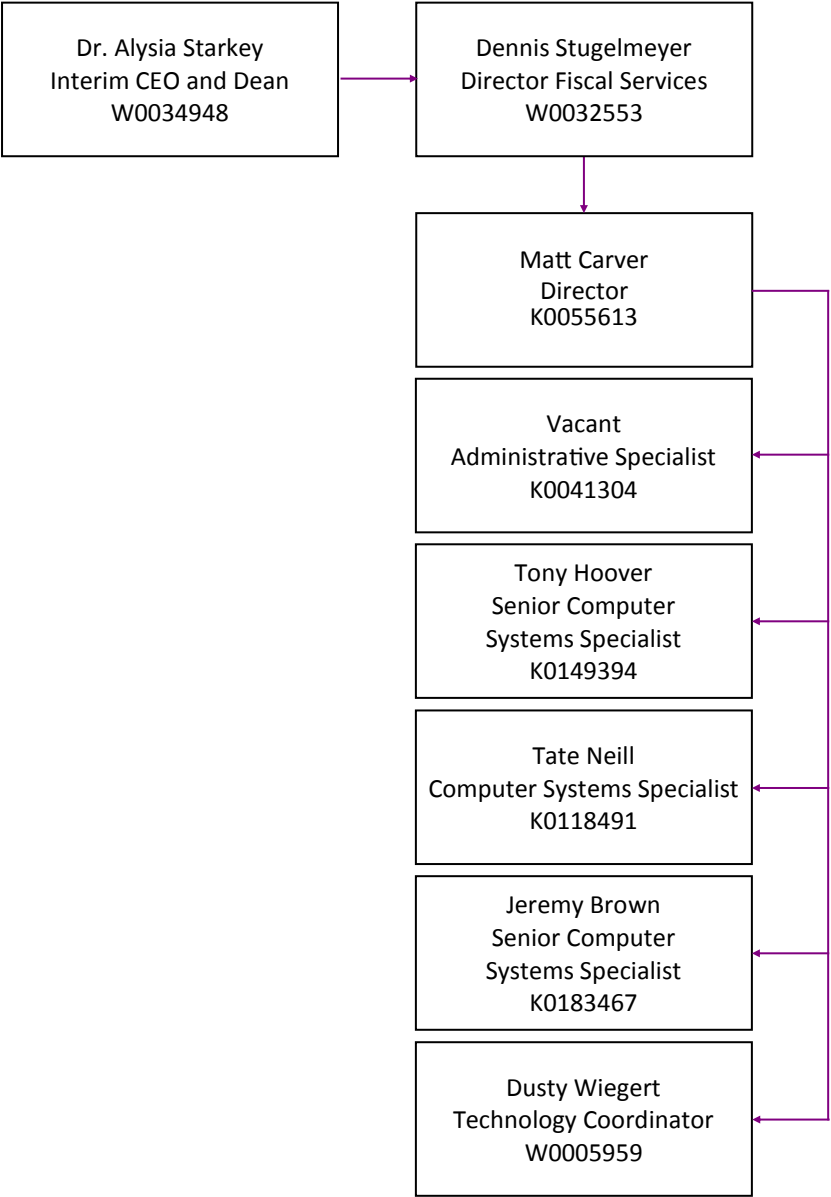 Dr. Alysia Starkey
Interim CEO and Dean
W0034948
Dennis Stugelmeyer
Director Fiscal Services
W0032553
Matt Carver
Director
K0055613
Vacant
Administrative Specialist
K0041304
Tony Hoover
Senior Computer
Systems Specialist
K0149394
Tate Neill
Computer Systems Specialist
K0118491
Jeremy Brown
Senior Computer
Systems Specialist
K0183467
Dusty Wiegert
Technology Coordinator
W0005959